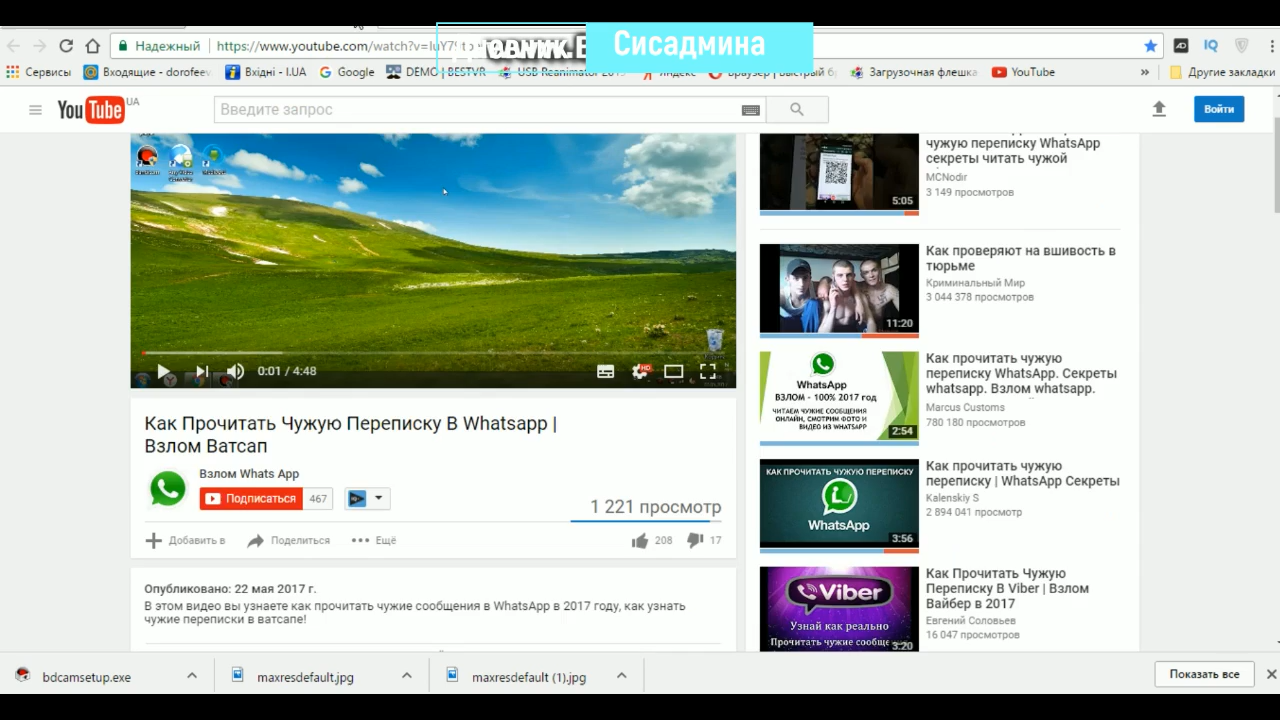 Сисадмина
Надежный
https://www.youtube.com/watch?v=IuY7
Сервисы
Входящие - dorofeev
Вхідні - I.UA
Google
DEMO | BESTVR
USB Reanimator
Яндекс
Браузер | Быстрый б
Загрузочная флешка
YouTube
»
Другие закладки
YouTube UA
Введите запрос
Войти
0:01 / 4:48
HD
Как Прочитать Чужую Переписку В Whatsapp |
Взлом Ватсап
Взлом Whats App
Подписаться 467
1 221 просмотр
Добавить в
Поделиться
Ещё
208
17
Опубликовано: 22 мая 2017 г.
В этом видео вы узнаете как прочитать чужие сообщения в WhatsApp в 2017 году, как узнать
чужие переписки в ватсапе!
5:05
чужую переписку WhatsApp
секреты читать чужой
MCNodir
3 149 просмотров
11:20
Как проверяют на вшивость в
тюрьме
Криминальный Мир
3 044 378 просмотров
WhatsApp
ВЗЛОМ - 100% 2017 год
ЧИТАЕМ ЧУЖИЕ СООБЩЕНИЯ
ОНЛАЙН, СМОТРИМ ФОТО И
ВИДЕО ИЗ WHATSAPP
2:54
Как прочитать чужую
переписку WhatsApp. Секреты
whatsapp. Взлом whatsapp.
Marcus Customs
780 180 просмотров
КАК ПРОЧИТАТЬ ЧУЖУЮ ПЕРЕПИСКУ
WhatsApp
3:56
Как прочитать чужую
переписку | WhatsApp Секреты
Kalenskiy S
2 894 041 просмотр
Viber
Узнай как реально
Прочитать чужие сообще
3:20
Как Прочитать Чужую
Переписку В Viber | Взлом
Вайбер в 2017
Евгений Соловьев
16 047 просмотров
bdcamsetup.exe
maxresdefault.jpg
maxresdefault (1).jpg
Показать все